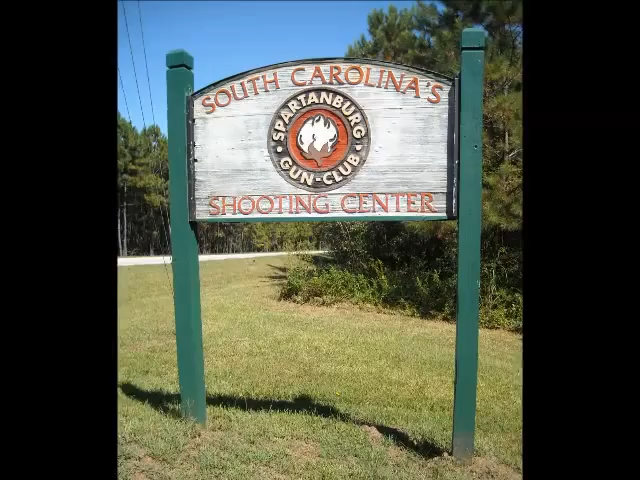 SOUTH CAROLINA'S
SPARTANBURG
GUN-CLUB
SHOOTING CENTER